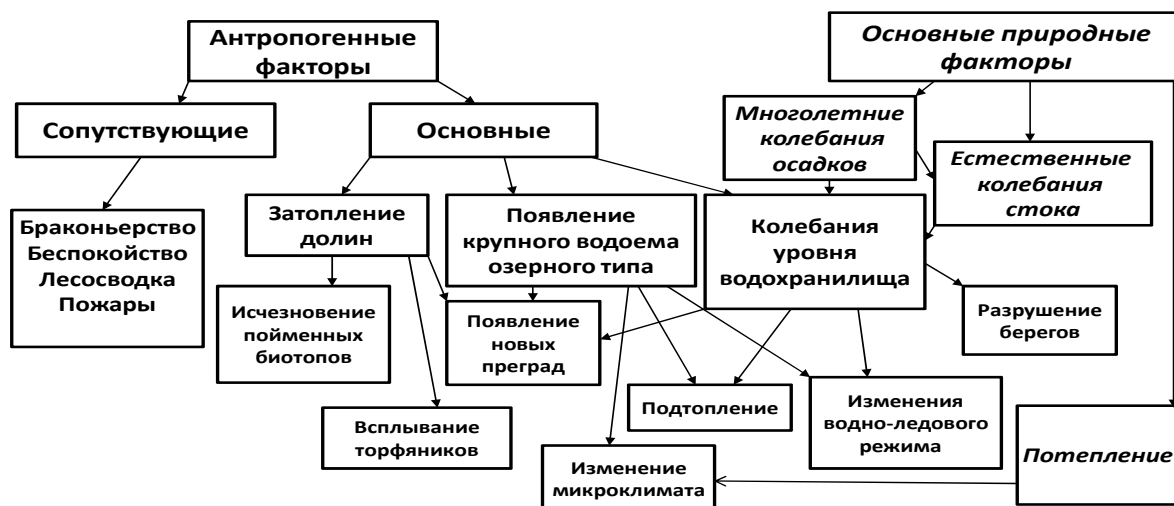 Антропогенные
факторы
Основные природные
факторы
Сопутствующие
Основные
Многолетние
колебания
осадков
Естественные
колебания
стока
Браконьерство
Беспокойство
Лесосводка
Пожары
Затопление
долин
Появление
крупного водоема
озерного типа
Колебания
уровня
водохранилища
Исчезновение
пойменных
биотопов
Появление
новых
преград
Разрушение
берегов
Всплывание
торфяников
Подтопление
Изменения
водно-ледового
режима
Изменение
микроклимата
Потепление